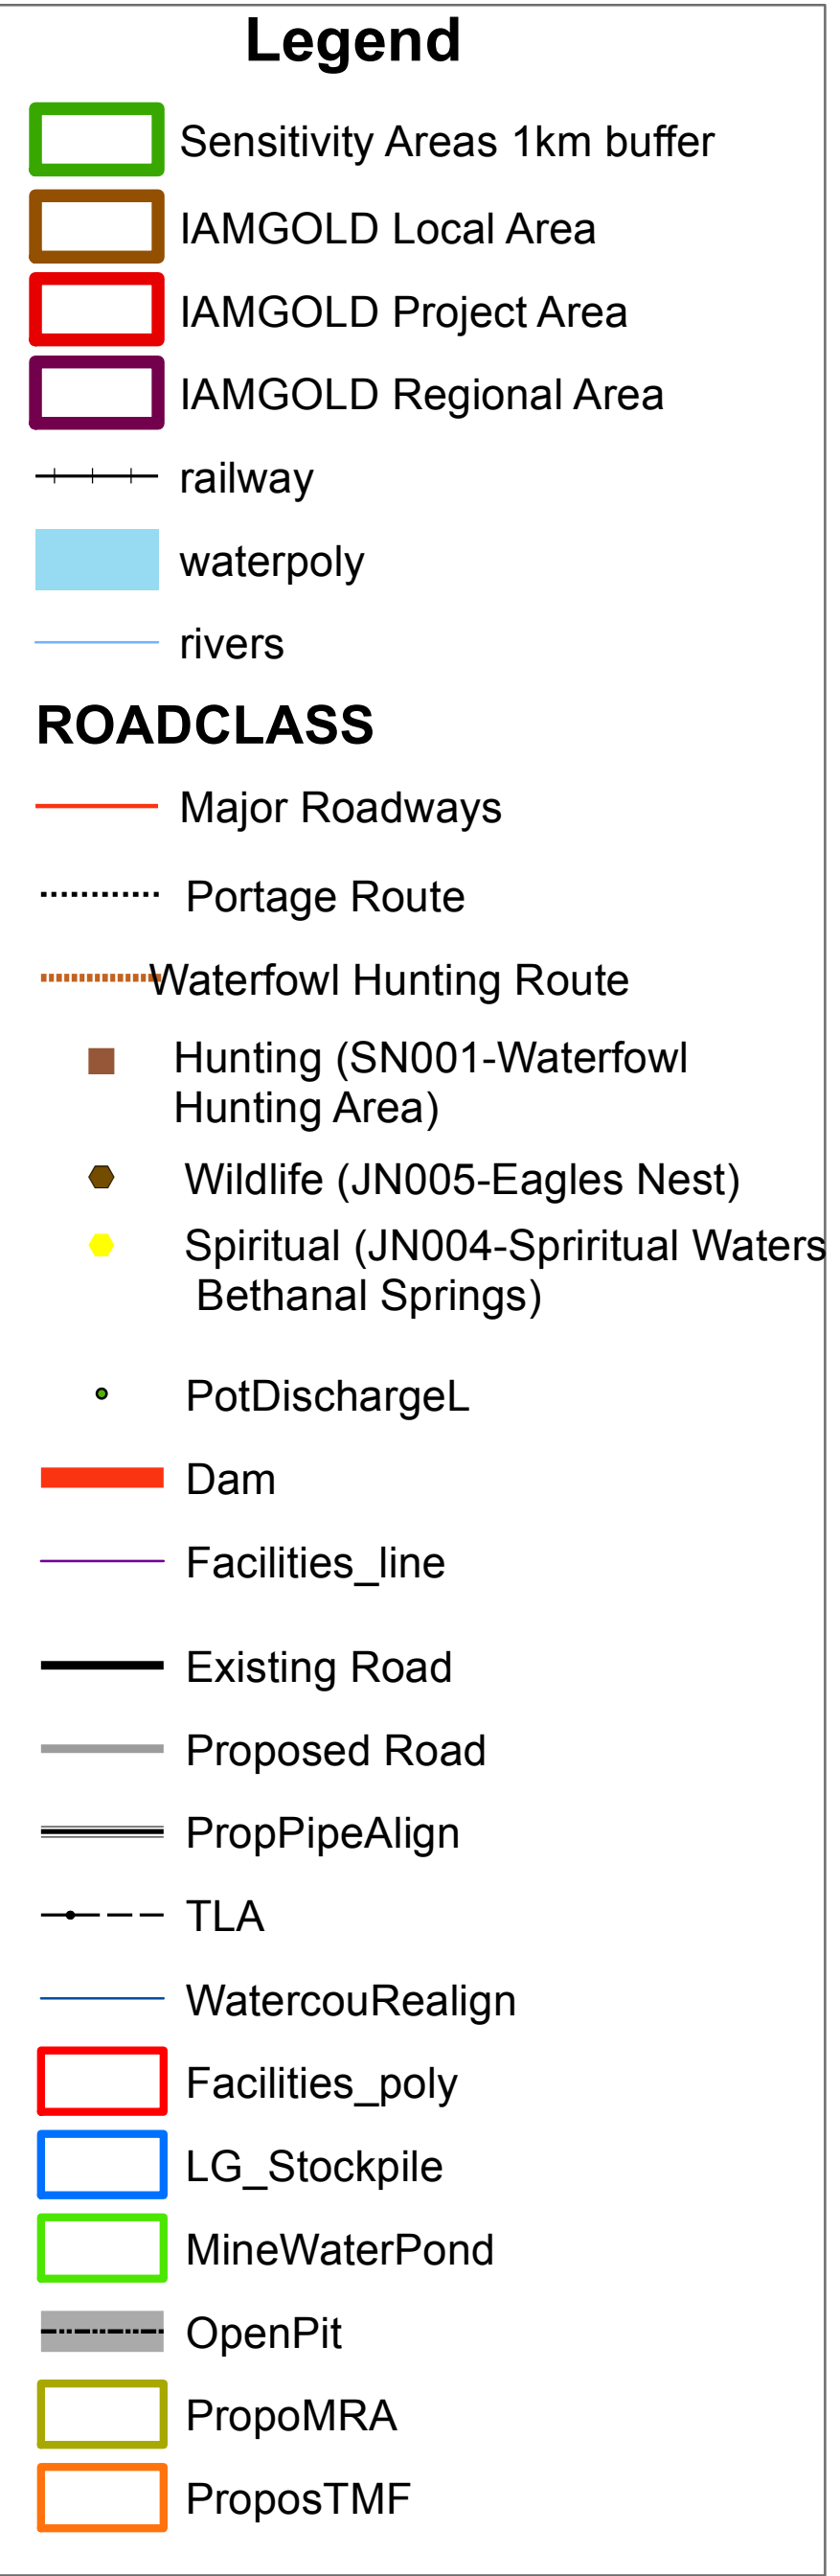 Legend
Sensitivity Areas 1km buffer
IAMGOLD Local Area
IAMGOLD Project Area
IAMGOLD Regional Area
railway
waterpoly
rivers
ROADCLASS
Major Roadways
Portage Route
Waterfowl Hunting Route
Hunting (SN001-Waterfowl
Hunting Area)
Wildlife (JN005-Eagles Nest)
Spiritual (JN004-Spriritual Waters
Bethanal Springs)
PotDischargeL
Dam
Facilities_line
Existing Road
Proposed Road
PropPipeAlign
TLA
WatercouRealign
Facilities_poly
LG_Stockpile
MineWaterPond
OpenPit
PropoMRA
ProposTMF